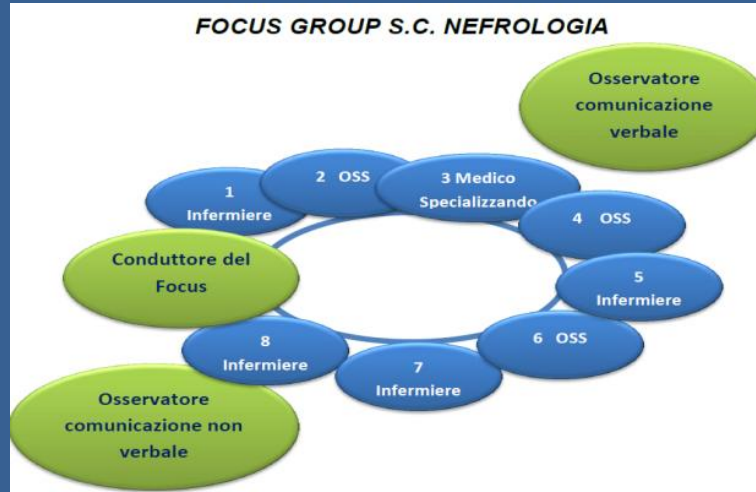 FOCUS GROUP S.C. NEFROLOGIA
Osservatore
comunicazione
verbale
1
Infermiere
2 OSS
3 Medico
Specializzando
4 OSS
5
Infermiere
6 OSS
7
Infermiere
8
Infermiere
Conduttore del
Focus
Osservatore
comunicazione non
verbale